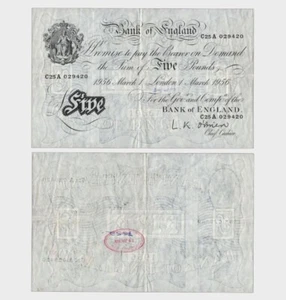 Bank of England
C25A 029420
I Promise to pay the Bearer on Demand
the Sum of Five Pounds
1956 March 1 London 1 March 1956
For the Gov.r and Comp.a of the
BANK OF ENGLAND.
C25A 029420
Five
L. K. O'Brien
Chief Cashier